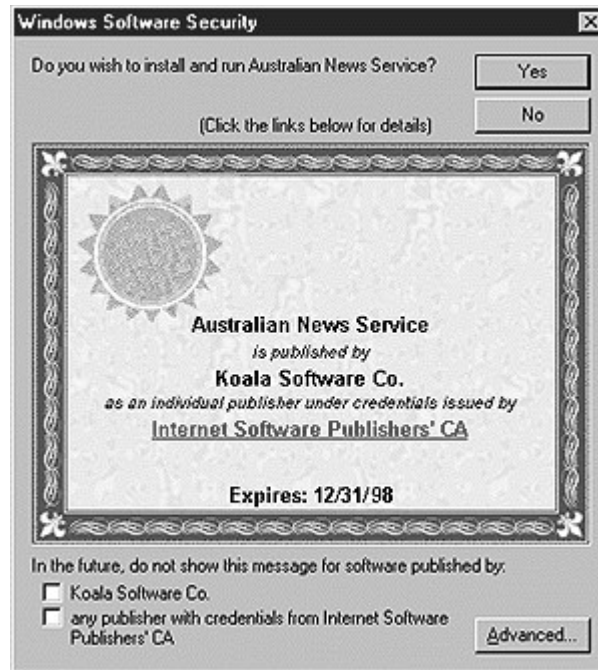 Windows Software Security
Do you wish to install and run Australian News Service?
Yes
No
(Click the links below for details)
Australian News Service
is published by
Koala Software Co.
as an individual publisher under credentials issued by
Internet Software Publishers' CA
Expires: 12/31/98
In the future, do not show this message for software published by:
Koala Software Co.
any publisher with credentials from Internet Software
Publishers' CA
Advanced...